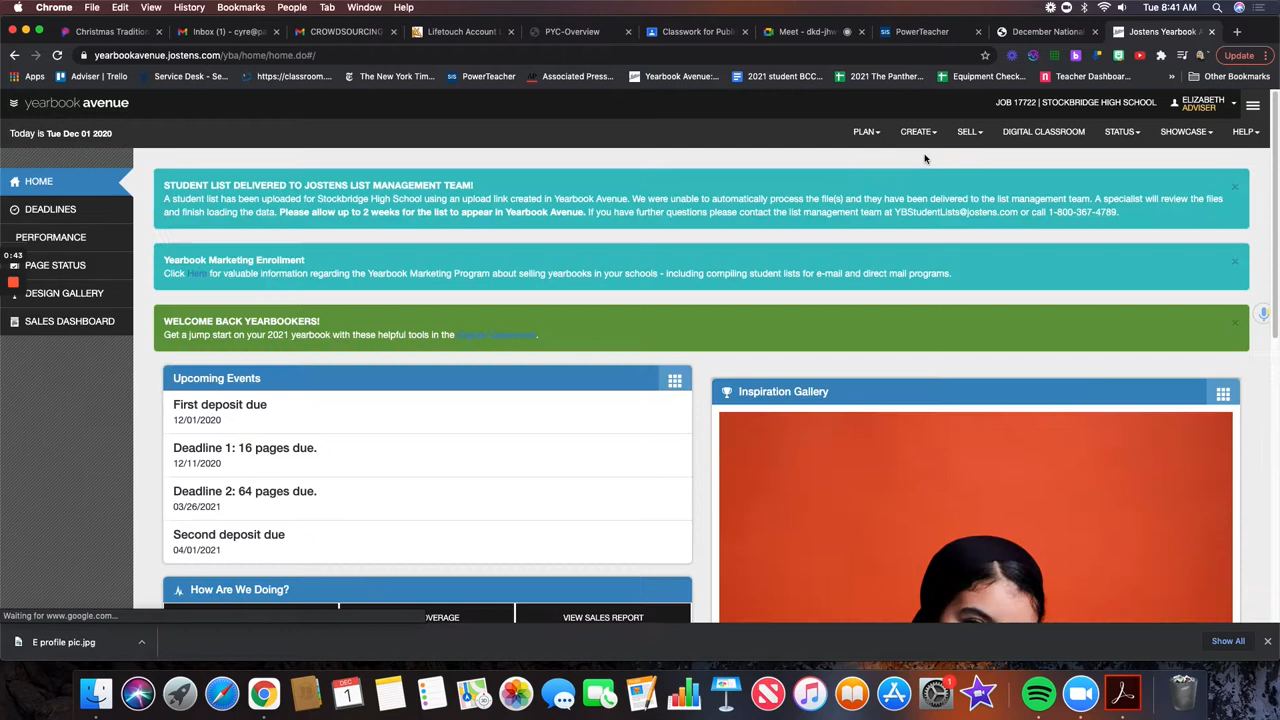 Chrome File Edit View History Bookmarks People Tab Window Help Tue 8:41 AM
Christmas Tradition Inbox (1) - cyre@pa CROWDSOURCING Lifetouch Account L PYC-Overview Classwork for Publ Meet - dkd-jhw PowerTeacher December National Jostens Yearbook A
yearbookavenue.jostens.com/yba/home/home.do#/ Update
Apps Adviser | Trello Service Desk - Se... https://classroom.... The New York Tim... PowerTeacher Associated Press... Yearbook Avenue:... 2021 student BCC... 2021 The Panther... Equipment Check... Teacher Dashboar... » Other Bookmarks
yearbook avenue JOB 17722 | STOCKBRIDGE HIGH SCHOOL ELIZABETH
ADVISER
Today is Tue Dec 01 2020 PLAN CREATE SELL DIGITAL CLASSROOM STATUS SHOWCASE HELP
HOME
DEADLINES
PERFORMANCE
0:43
PAGE STATUS
DESIGN GALLERY
SALES DASHBOARD
STUDENT LIST DELIVERED TO JOSTENS LIST MANAGEMENT TEAM!
A student list has been uploaded for Stockbridge High School using an upload link created in Yearbook Avenue. We were unable to automatically process the file(s) and they have been delivered to the list management team. A specialist will review the files
and finish loading the data. Please allow up to 2 weeks for the list to appear in Yearbook Avenue. If you have further questions please contact the list management team at YBStudentLists@jostens.com or call 1-800-367-4789.
Yearbook Marketing Enrollment
Click Here for valuable information regarding the Yearbook Marketing Program about selling yearbooks in your schools - including compiling student lists for e-mail and direct mail programs.
WELCOME BACK YEARBOOKERS!
Get a jump start on your 2021 yearbook with these helpful tools in the .
Upcoming Events
First deposit due
12/01/2020
Deadline 1: 16 pages due.
12/11/2020
Deadline 2: 64 pages due.
03/26/2021
Second deposit due
04/01/2021
Inspiration Gallery
How Are We Doing?
OVERAGE VIEW SALES REPORT
Waiting for www.google.com...
E profile pic.jpg Show All
DEC
1
1